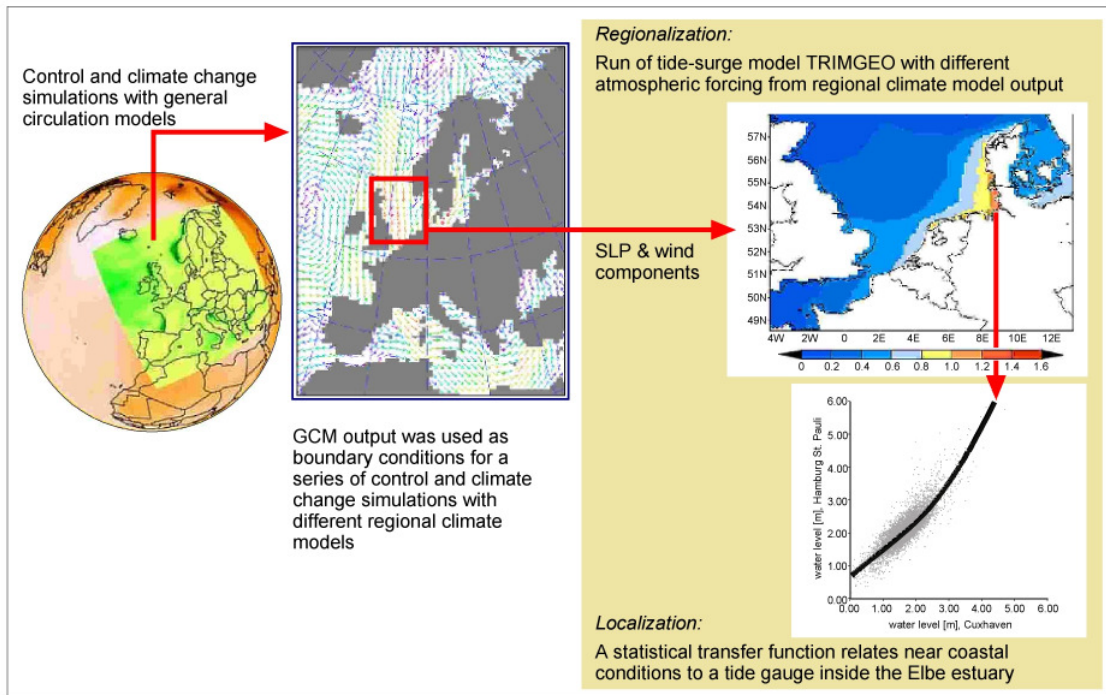 Control and climate change
simulations with general
circulation models
GCM output was used as
boundary conditions for a
series of control and climate
change simulations with
different regional climate
models
Regionalization:
Run of tide-surge model TRIMGEO with different
atmospheric forcing from regional climate model output
SLP & wind
components
57N
56N
55N
54N
53N
52N
51N
50N
49N
4W 2W 0 2E 4E 6E 8E 10E 12E
0 0.2 0.4 0.6 0.8 1.0 1.2 1.4 1.6
water level [m], Hamburg St. Pauli
6.00
5.00
4.00
3.00
2.00
1.00
0.00
0.00 1.00 2.00 3.00 4.00 5.00 6.00
water level [m], Cuxhaven
Localization:
A statistical transfer function relates near coastal
conditions to a tide gauge inside the Elbe estuary